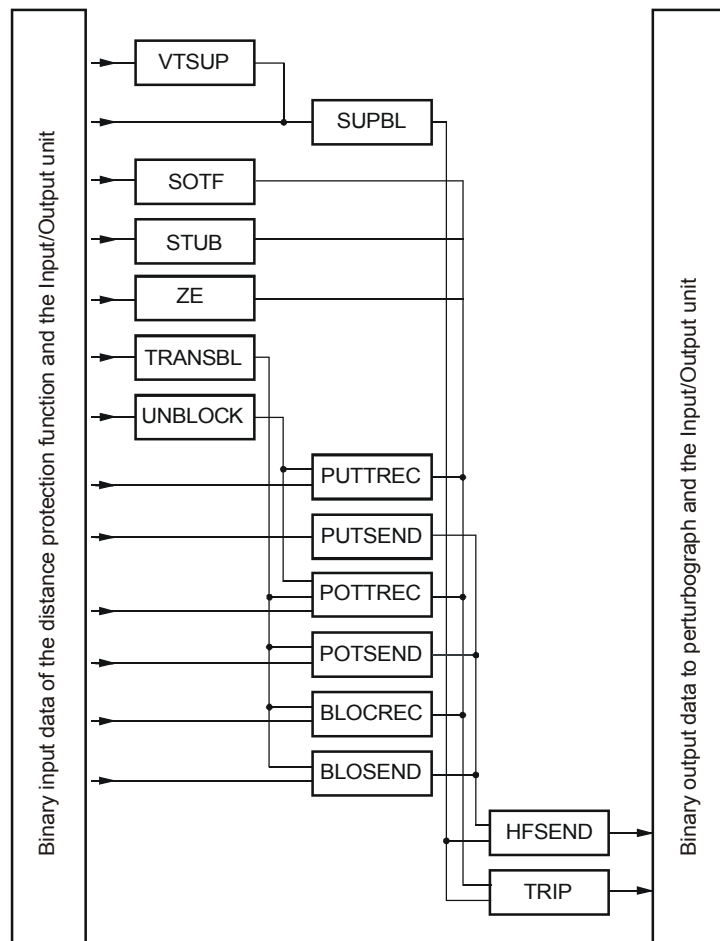 Binary input data of the distance protection function and the Input/Output unit
VTSUP
SUPBL
SOTF
STUB
ZE
TRANSBL
UNBLOCK
PUTTREC
PUTSEND
POTTREC
POTSEND
BLOCREC
BLOSEND
HFSEND
TRIP
Binary output data to perturbograph and the Input/Output unit